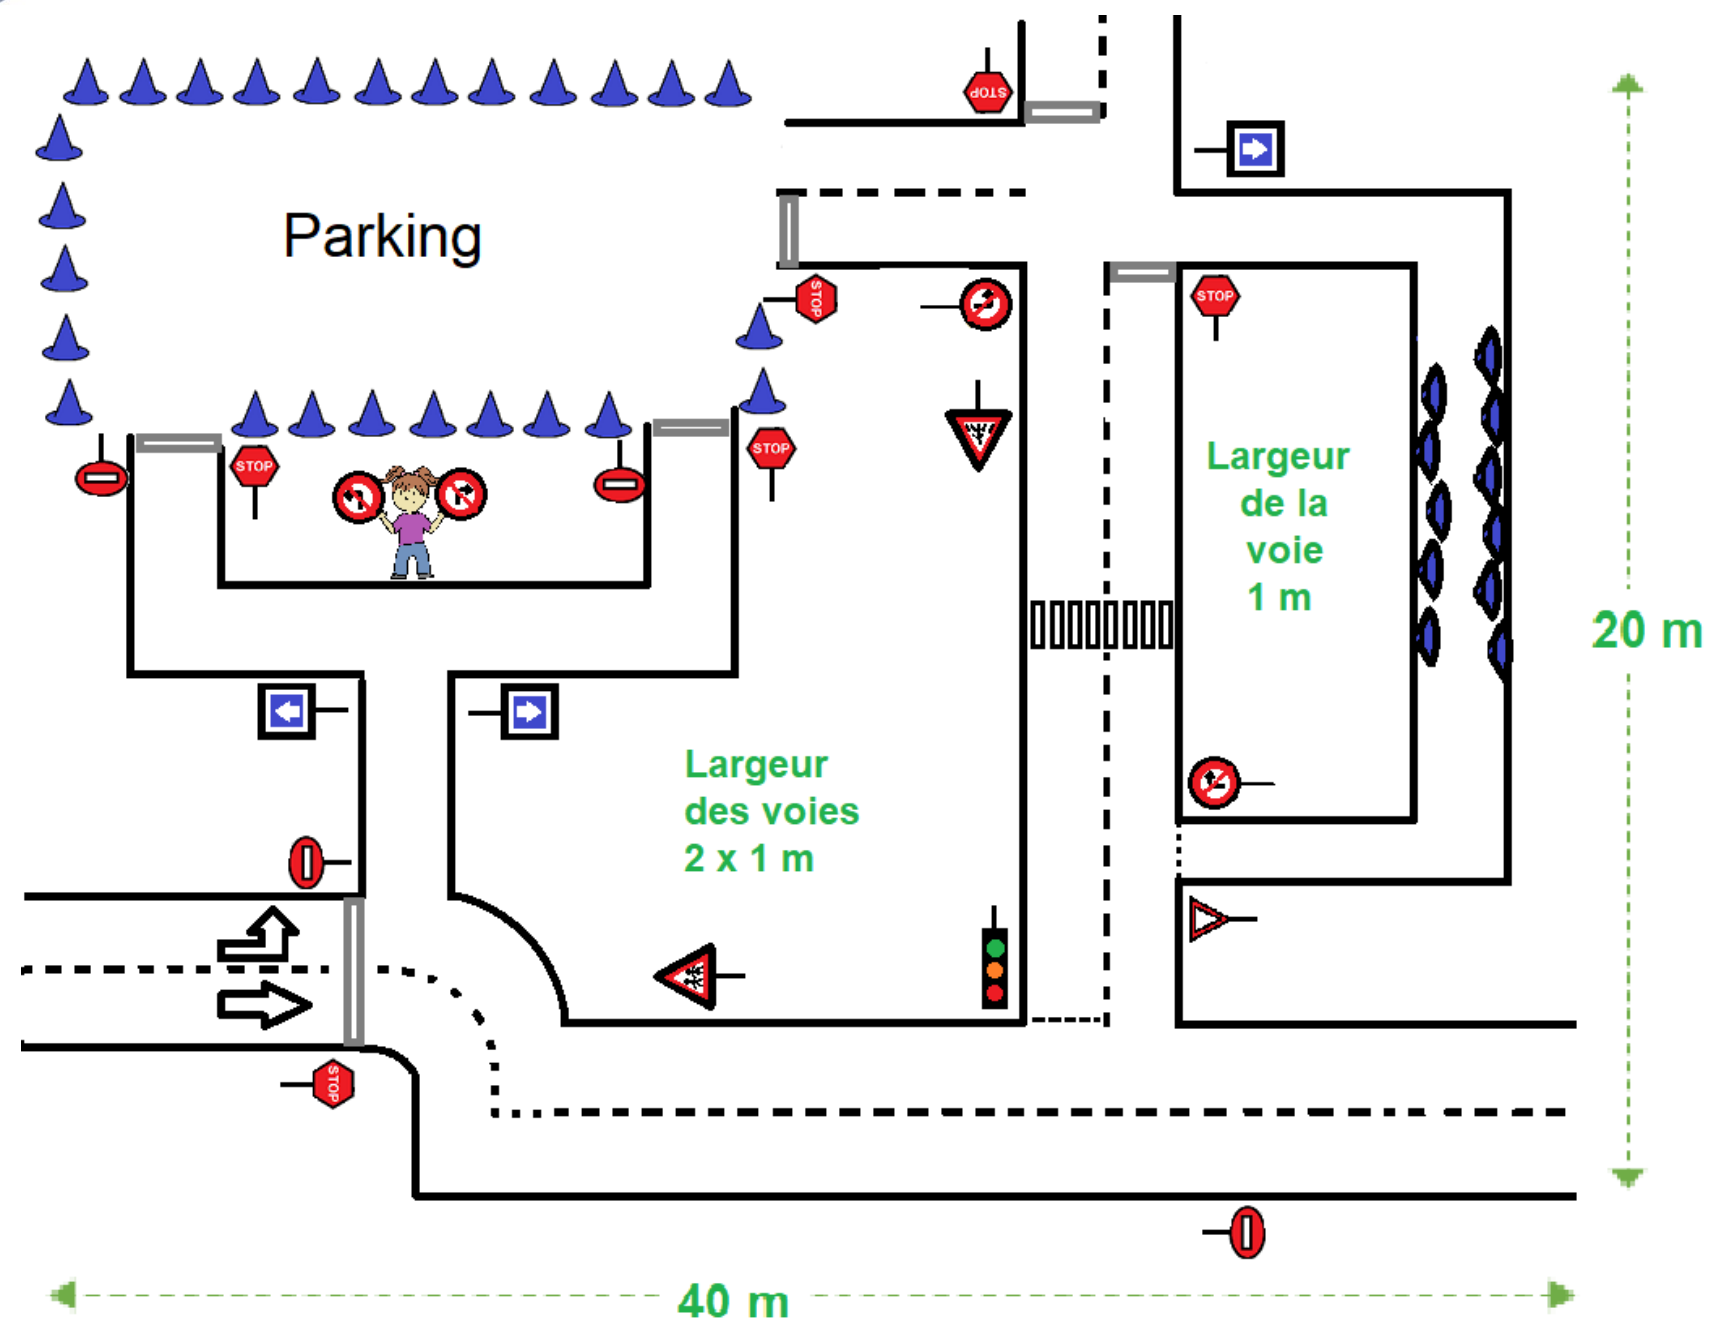 STOP
Parking
STOP
STOP
STOP
STOP
Largeur
de la
voie
1 m
20 m
Largeur
des voies
2 x 1 m
STOP
40 m